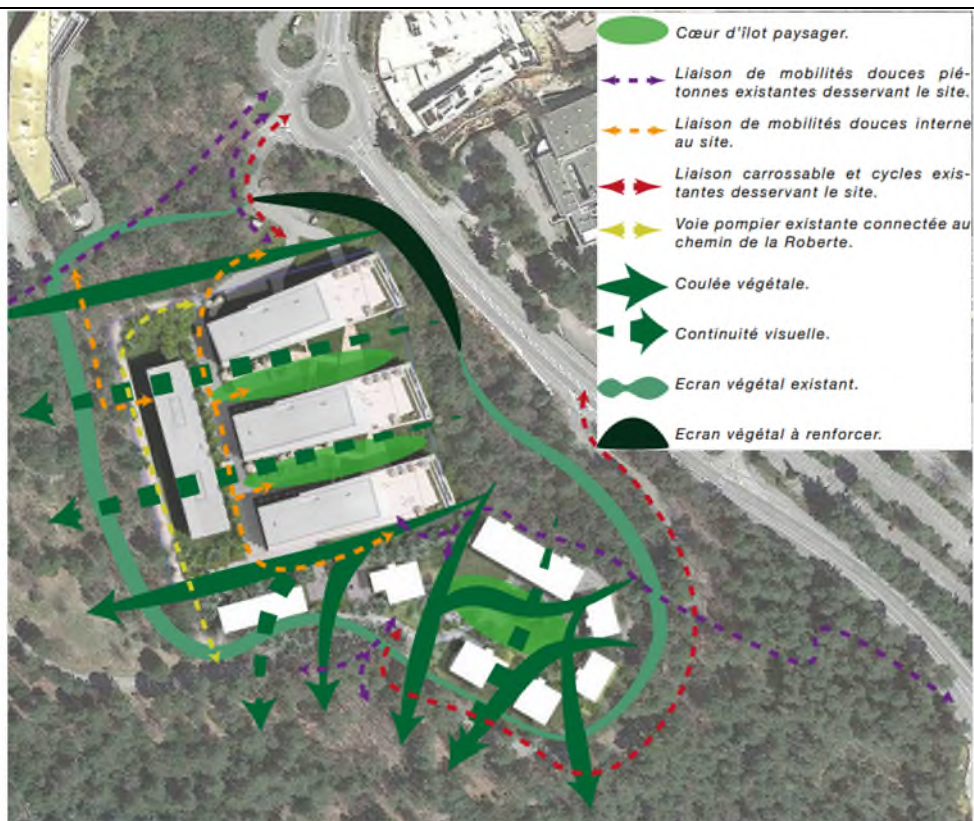 Cœur d'îlot paysager.
Liaison de mobilités douces pié-
tonnes existantes desservant le site.
Liaison de mobilités douces interne
au site.
Liaison carrossable et cycles exis-
tantes desservant le site.
Voie pompier existante connectée au
chemin de la Roberte.
Coulée végétale.
Continuité visuelle.
Ecran végétal existant.
Ecran vègétal à renforcer.